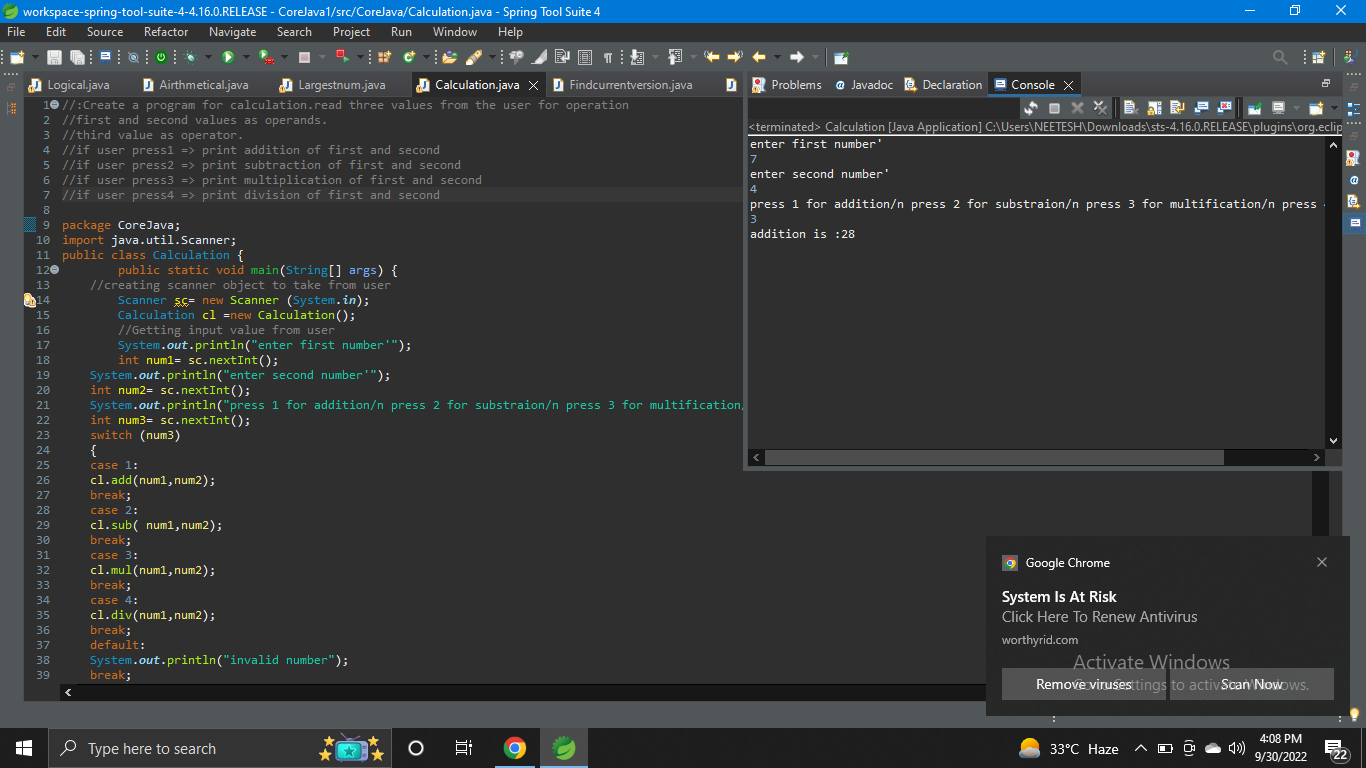 workspace-spring-tool-suite-4-4.16.0.RELEASE - CoreJava1/src/CoreJava/Calculation.java - Spring Tool Suite 4
File Edit Source Refactor Navigate Search Project Run Window Help
Logical.java Airthmetical.java Largestnum.java Calculation.java Findcurrentversion.java
1 //:Create a program for calculation.read three values from the user for operation
2 //first and second values as operands.
3 //third value as operator.
4 //if user press1 => print addition of first and second
5 //if user press2 => print subtraction of first and second
6 //if user press3 => print multiplication of first and second
7 //if user press4 => print division of first and second
8
9 package CoreJava;
10 import java.util.Scanner;
11 public class Calculation {
12 public static void main(String[] args) {
13 //creating scanner object to take from user
14 Scanner sc= new Scanner (System.in);
15 Calculation cl =new Calculation();
16 //Getting input value from user
17 System.out.println("enter first number'");
18 int num1= sc.nextInt();
19 System.out.println("enter second number'");
20 int num2= sc.nextInt();
21 System.out.println("press 1 for addition/n press 2 for substraion/n press 3 for multification
22 int num3= sc.nextInt();
23 switch (num3)
24 {
25 case 1:
26 cl.add(num1,num2);
27 break;
28 case 2:
29 cl.sub( num1,num2);
30 break;
31 case 3:
32 cl.mul(num1,num2);
33 break;
34 case 4:
35 cl.div(num1,num2);
36 break;
37 default:
38 System.out.println("invalid number");
39 break;
Problems Javadoc Declaration Console
<terminated> Calculation [Java Application] C:\Users\NEETESH\Downloads\sts-4.16.0.RELEASE\plugins\org.eclip
enter first number'
7
enter second number'
4
press 1 for addition/n press 2 for substraion/n press 3 for multification/n press
3
addition is :28
Google Chrome
System Is At Risk
Click Here To Renew Antivirus
worthyrid.com
Remove viruses Scan Now
Activate Windows
Go to Settings to activate Windows.
Type here to search
33°C Haze
4:08 PM
9/30/2022
22